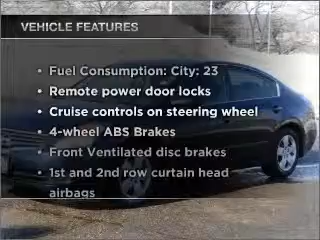 VEHICLE FEATURES
• Fuel Consumption: City: 23
• Remote power door locks
• Cruise controls on steering wheel
• 4-wheel ABS Brakes
• Front Ventilated disc brakes
• 1st and 2nd row curtain head
airbags